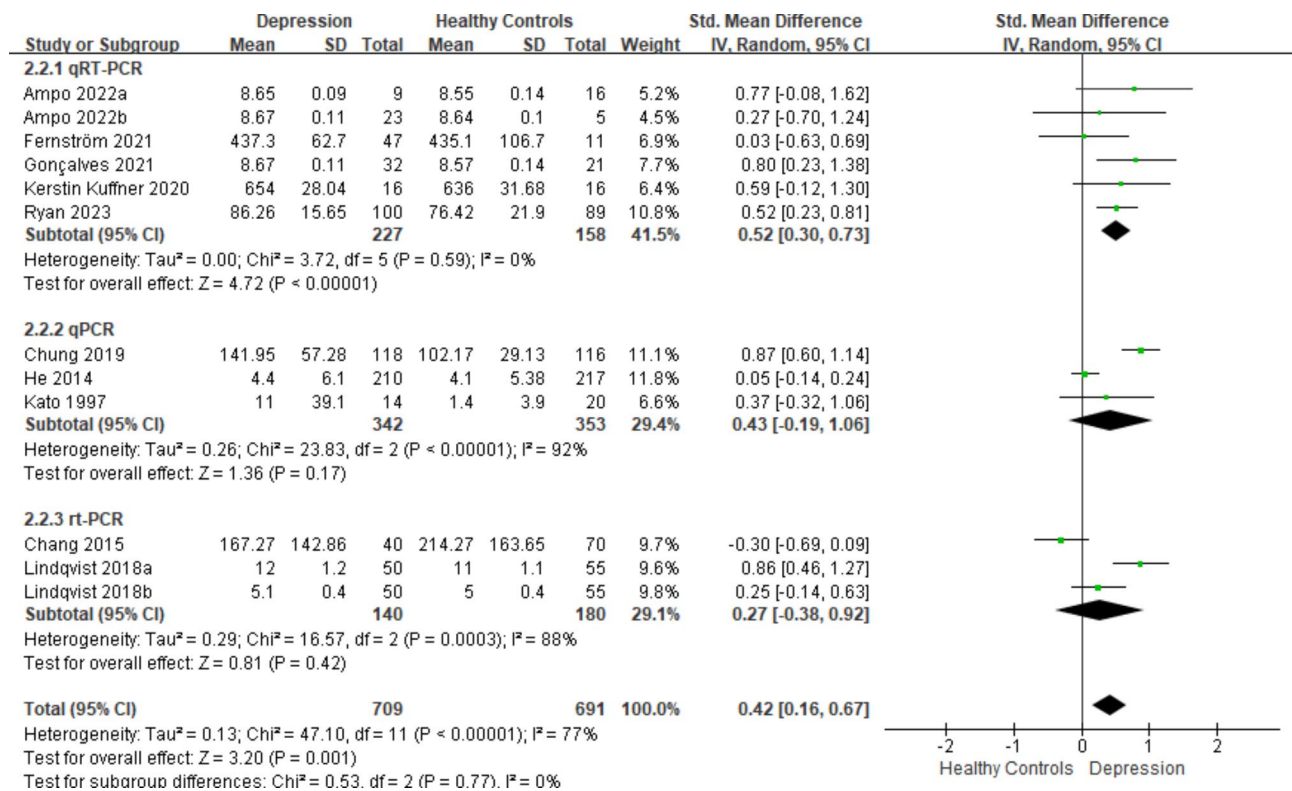 Depression Healthy Controls Std. Mean Difference Std. Mean Difference
Study or Subgroup Mean SD Total Mean SD Total Weight IV, Random, 95% CI IV, Random, 95% CI
2.2.1 qRT-PCR
Ampo 2022a 8.65 0.09 9 8.55 0.14 16 5.2% 0.77 [-0.08, 1.62]
Ampo 2022b 8.67 0.11 23 8.64 0.1 5 4.5% 0.27 [-0.70, 1.24]
Fernström 2021 437.3 62.7 47 435.1 106.7 11 6.9% 0.03 [-0.63, 0.69]
Gonçalves 2021 8.67 0.11 32 8.57 0.14 21 7.7% 0.80 [0.23, 1.38]
Kerstin Kuffner 2020 654 28.04 16 636 31.68 16 6.4% 0.59 [-0.12, 1.30]
Ryan 2023 86.26 15.65 100 76.42 21.9 89 10.8% 0.52 [0.23, 0.81]
Subtotal (95% CI) 227 158 41.5% 0.52 [0.30, 0.73]
Heterogeneity: Tau² = 0.00; Chi² = 3.72, df = 5 (P = 0.59); I² = 0%
Test for overall effect: Z = 4.72 (P < 0.00001)
2.2.2 qPCR
Chung 2019 141.95 57.28 118 102.17 29.13 116 11.1% 0.87 [0.60, 1.14]
He 2014 4.4 6.1 210 4.1 5.38 217 11.8% 0.05 [-0.14, 0.24]
Kato 1997 11 39.1 14 1.4 3.9 20 6.6% 0.37 [-0.32, 1.06]
Subtotal (95% CI) 342 353 29.4% 0.43 [-0.19, 1.06]
Heterogeneity: Tau² = 0.26; Chi² = 23.83, df = 2 (P < 0.00001); I² = 92%
Test for overall effect: Z = 1.36 (P = 0.17)
2.2.3 rt-PCR
Chang 2015 167.27 142.86 40 214.27 163.65 70 9.7% -0.30 [-0.69, 0.09]
Lindqvist 2018a 12 1.2 50 11 1.1 55 9.6% 0.86 [0.46, 1.27]
Lindqvist 2018b 5.1 0.4 50 5 0.4 55 9.8% 0.25 [-0.14, 0.63]
Subtotal (95% CI) 140 180 29.1% 0.27 [-0.38, 0.92]
Heterogeneity: Tau² = 0.29; Chi² = 16.57, df = 2 (P = 0.0003); I² = 88%
Test for overall effect: Z = 0.81 (P = 0.42)
Total (95% CI) 709 691 100.0% 0.42 [0.16, 0.67]
Heterogeneity: Tau² = 0.13; Chi² = 47.10, df = 11 (P < 0.00001); I² = 77%
Test for overall effect: Z = 3.20 (P = 0.001)
Test for subgroup differences: Chi² = 0.53, df = 2 (P = 0.77), I² = 0%
-2 -1 0 1 2
Healthy Controls Depression